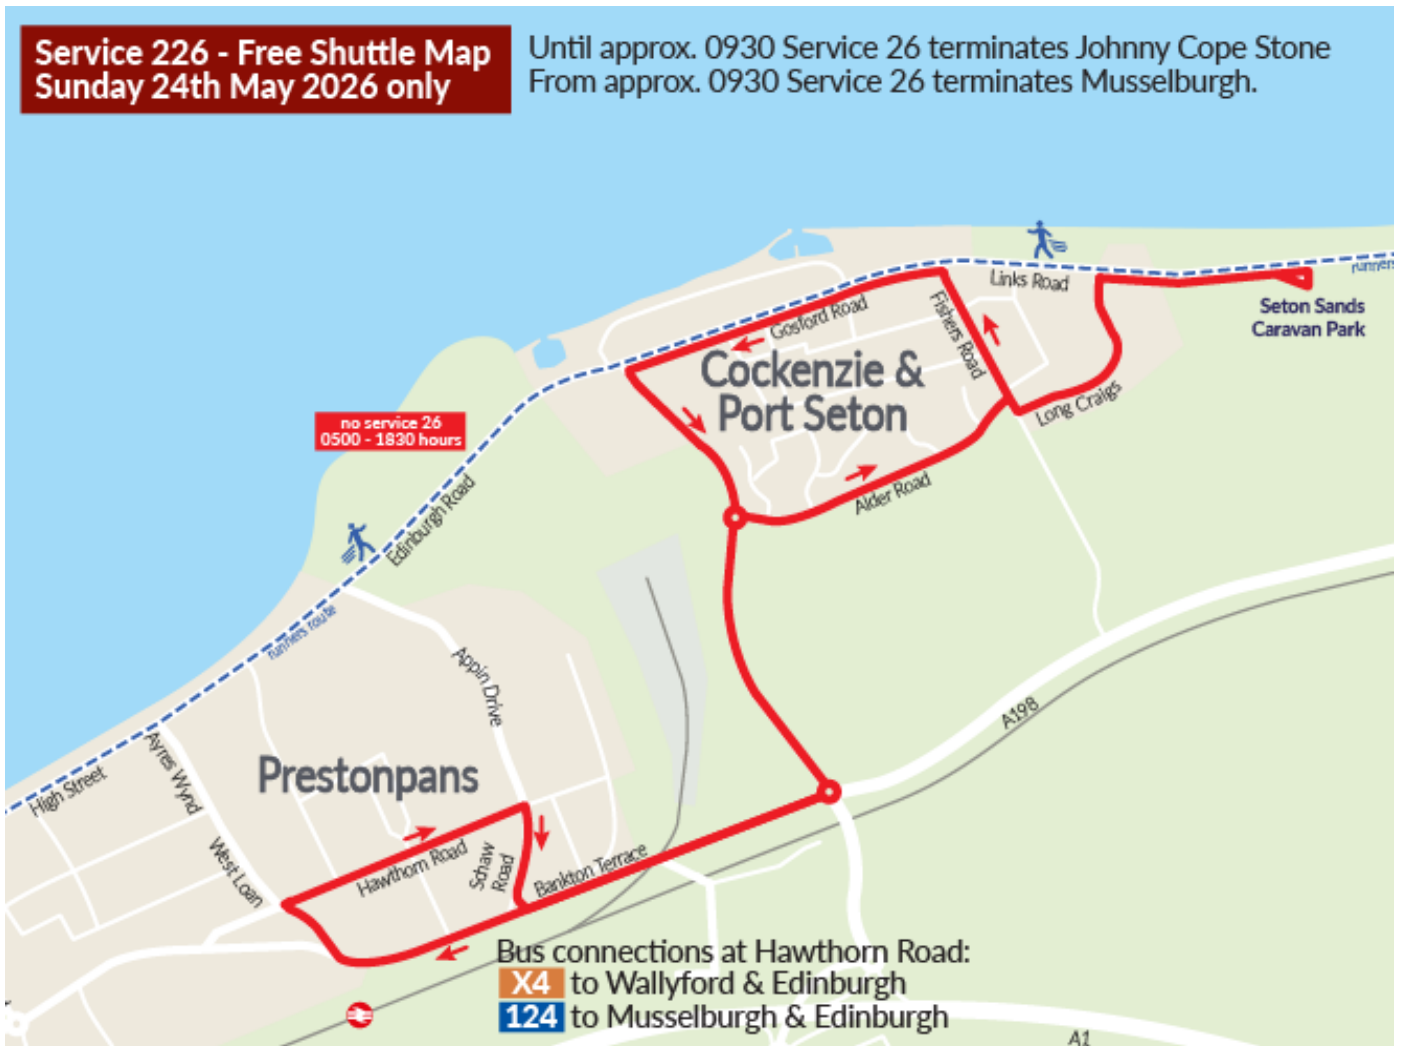 Service 226 - Free Shuttle Map
Sunday 24th May 2026 only
Until approx. 0930 Service 26 terminates Johnny Cope Stone
From approx. 0930 Service 26 terminates Musselburgh.
runners
Links Road
Seton Sands
Caravan Park
Gosford Road
Fishers Road
Cockenzie &
Port Seton
Long Craigs
no service 26
0500 - 1830 hours
Alder Road
Edinburgh Road
runners route
Appin Drive
A198
Ayres Wynd
Prestonpans
High Street
West Loan
Hawthorn Road
Schaw
Road
Bankton Terrace
Bus connections at Hawthorn Road:
X4 to Wallyford & Edinburgh
124 to Musselburgh & Edinburgh
A1